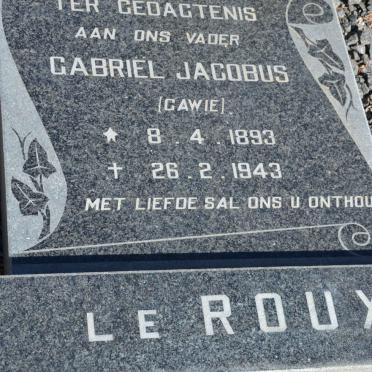 TER GEDAGTENIS
AAN ONS VADER
GABRIEL JACOBUS
(GAWIE).
* 8. 4. 1893
† 26. 2. 1943
MET LIEFDE SAL ONS U ONTHOU
LE ROUX